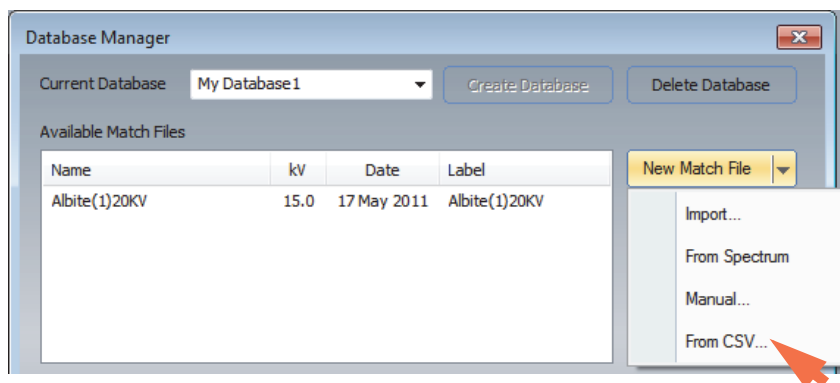 Database Manager
Current Database My Database1 Create Database Delete Database
Available Match Files
Name kV Date Label New Match File
Albite(1)20KV 15.0 17 May 2011 Albite(1)20KV
Import...
From Spectrum
Manual...
From CSV...